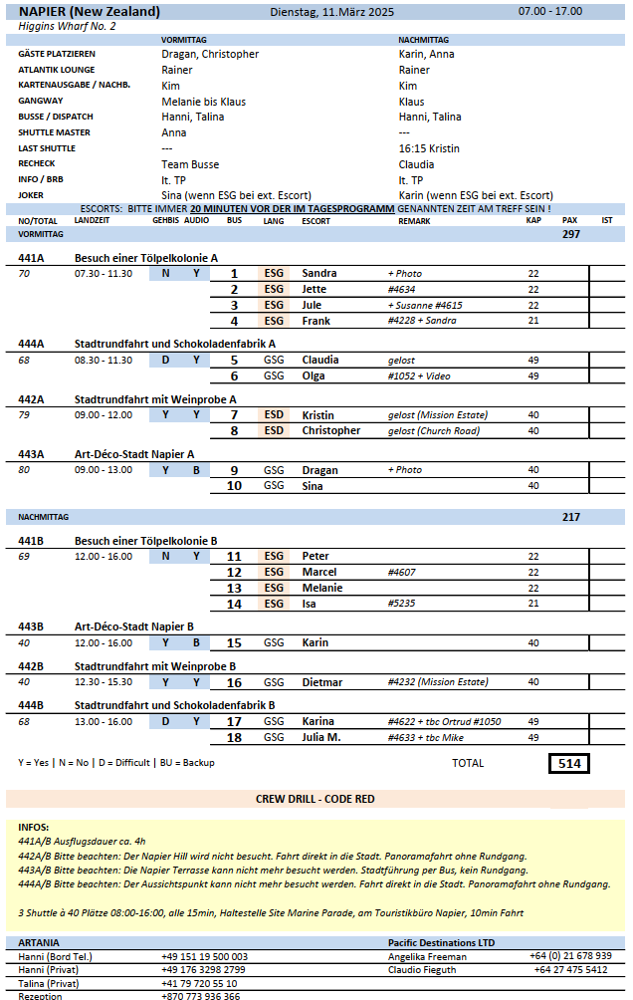 NAPIER (New Zealand) Dienstag, 11.März 2025 07.00 - 17.00
Higgins Wharf No. 2
VORMITTAG NACHMITTAG
GÄSTE PLATZIEREN Dragan, Christopher Karin, Anna
ATLANTIK LOUNGE Rainer Rainer
KARTENAUSGABE / NACHB. Kim Kim
GANGWAY Melanie bis Klaus Klaus
BUSSE / DISPATCH Hanni, Talina Hanni, Talina
SHUTTLE MASTER Anna ---
LAST SHUTTLE --- 16:15 Kristin
RECHECK Team Busse Claudia
INFO / BRB lt. TP lt. TP
JOKER Sina (wenn ESG bei ext. Escort) Karin (wenn ESG bei ext. Escort)
ESCORTS: BITTE IMMER 20 MINUTEN VOR DER IM TAGESPROGRAMM GENANNTEN ZEIT AM TREFF SEIN !
NO/TOTAL LANDZEIT GEHBIS AUDIO BUS LANG ESCORT REMARK KAP PAX IST
VORMITTAG 297
441A Besuch einer Tölpelkolonie A
70 07.30 - 11.30 N Y 1 ESG Sandra + Photo 22
2 ESG Jette #4634 22
3 ESG Jule + Susanne #4615 22
4 ESG Frank #4228 + Sandra 21
444A Stadtrundfahrt und Schokoladenfabrik A
68 08.30 - 11.30 D Y 5 GSG Claudia gelost 49
6 GSG Olga #1052 + Video 49
442A Stadtrundfahrt mit Weinprobe A
79 09.00 - 12.00 Y Y 7 ESD Kristin gelost (Mission Estate) 40
8 ESD Christopher gelost (Church Road) 40
443A Art-Déco-Stadt Napier A
80 09.00 - 13.00 Y B 9 GSG Dragan + Photo 40
10 GSG Sina 40
NACHMITTAG 217
441B Besuch einer Tölpelkolonie B
69 12.00 - 16.00 N Y 11 ESG Peter 22
12 ESG Marcel #4607 22
13 ESG Melanie 22
14 ESG Isa #5235 21
443B Art-Déco-Stadt Napier B
40 12.00 - 16.00 Y B 15 GSG Karin 40
442B Stadtrundfahrt mit Weinprobe B
40 12.30 - 15.30 Y Y 16 GSG Dietmar #4232 (Mission Estate) 40
444B Stadtrundfahrt und Schokoladenfabrik B
68 13.00 - 16.00 D Y 17 GSG Karina #4622 + tbc Ortrud #1050 49
18 GSG Julia M. #4633 + tbc Mike 49
Y = Yes | N = No | D = Difficult | BU = Backup TOTAL 514
CREW DRILL - CODE RED
INFOS:
441A/B Ausflugsdauer ca. 4h
442A/B Bitte beachten: Der Napier Hill wird nicht besucht. Fahrt direkt in die Stadt. Panoramafahrt ohne Rundgang.
443A/B Bitte beachten: Die Napier Terrasse kann nicht mehr besucht werden. Stadtführung per Bus, kein Rundgang.
444A/B Bitte beachten: Der Aussichtspunkt kann nicht mehr besucht werden. Fahrt direkt in die Stadt. Panoramafahrt ohne Rundgang.
3 Shuttle à 40 Plätze 08:00-16:00, alle 15min, Haltestelle Site Marine Parade, am Touristikbüro Napier, 10min Fahrt
ARTANIA Pacific Destinations LTD
Hanni (Bord Tel.) +49 151 19 500 003 Angelika Freeman +64 (0) 21 678 939
Hanni (Privat) +49 176 3298 2799 Claudio Fieguth +64 27 475 5412
Talina (Privat) +41 79 720 55 10
Rezeption +870 773 936 366